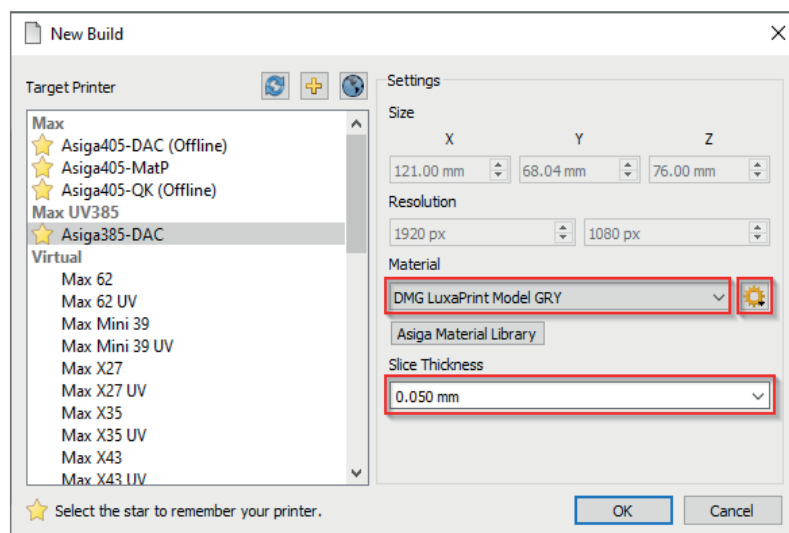 New Build
Target Printer
Max
Asiga405-DAC (Offline)
Asiga405-MatP
Asiga405-QK (Offline)
Max UV385
Asiga385-DAC
Virtual
Max 62
Max 62 UV
Max Mini 39
Max Mini 39 UV
Max X27
Max X27 UV
Max X35
Max X35 UV
Max X43
Max X43 UV
Select the star to remember your printer.
Settings
Size
X Y Z
121.00 mm 68.04 mm 76.00 mm
Resolution
1920 px 1080 px
Material
DMG LuxaPrint Model GRY
Asiga Material Library
Slice Thickness
0.050 mm
OK Cancel